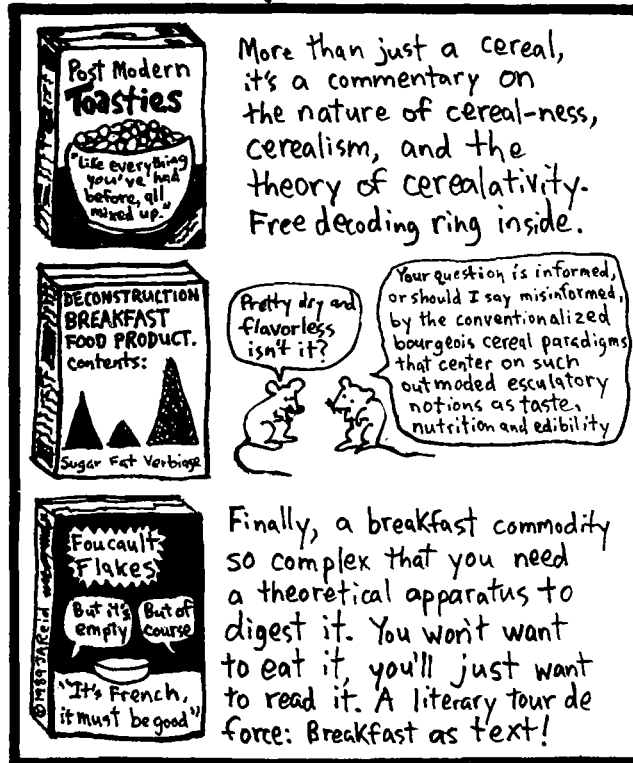 Post Modern
Toasties
"Like everything
you've had
before, all
mixed up."
More than just a cereal,
it's a commentary on
the nature of cereal-ness,
cerealism, and the
theory of cerealativity.
Free decoding ring inside.
DECONSTRUCTION
BREAKFAST
FOOD PRODUCT.
Contents:
Sugar Fat Verbiage
Pretty dry and
flavorless
isn't it?
Your question is informed,
or should I say misinformed,
by the conventionalized
bourgeois cereal paradigms
that center on such
outmoded esculatory
notions as taste,
nutrition and edibility
Foucault
Flakes
But it's
empty
But of
course
"It's French,
it must be good"
©1989 JAReid
Finally, a breakfast commodity
so complex that you need
a theoretical apparatus to
digest it. You won't want
to eat it, you'll just want
to read it. A literary tour de
force: Breakfast as text!